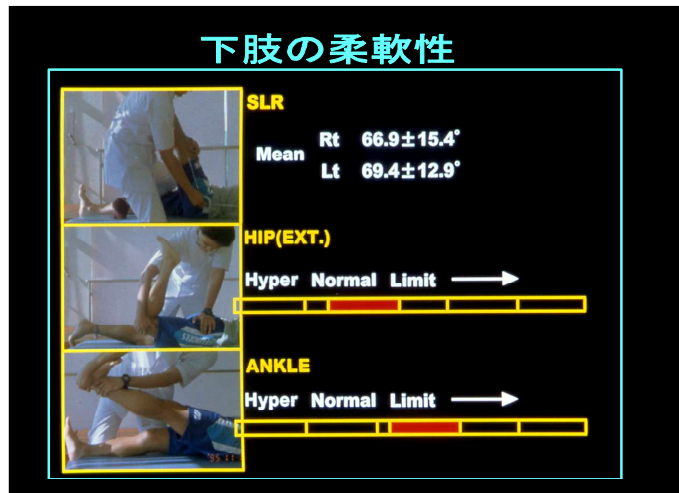 下肢の柔軟性
SLR
Mean
Rt 66.9±15.4°
Lt 69.4±12.9°
HIP(EXT.)
Hyper Normal Limit
ANKLE
Hyper Normal Limit